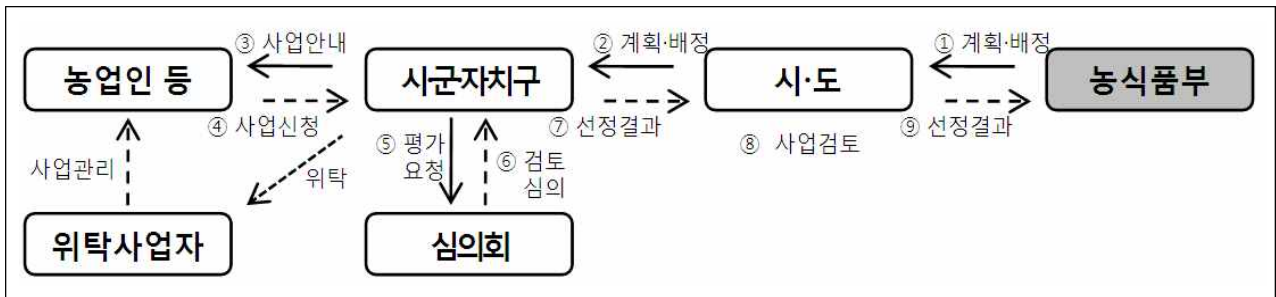 ③ 사업안내
② 계획·배정
① 계획·배정
농업인 등
시·군·자치구
시·도
농식품부
④ 사업신청
⑦ 선정결과
⑨ 선정결과
⑤ 평가
요청
⑥ 검토
심의
⑧ 사업검토
사업관리
위탁
위탁사업자
심의회